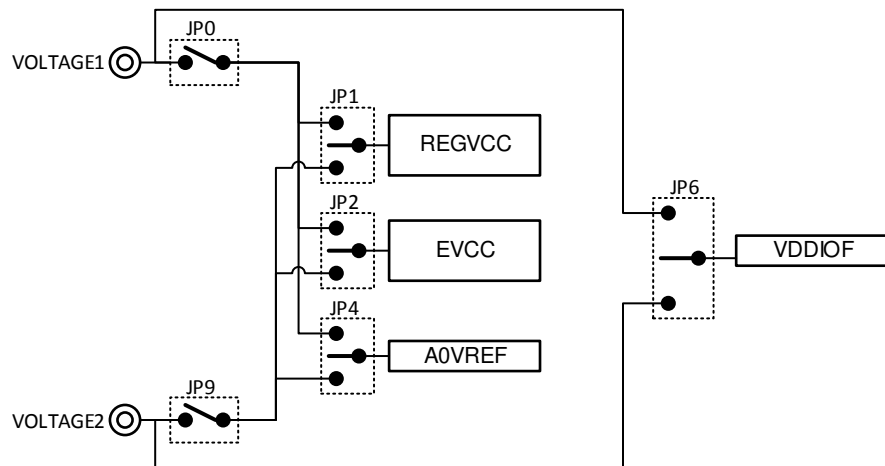 JP0
VOLTAGE1
JP1
REGVCC
JP6
JP2
EVCC
VDDIOF
JP4
A0VREF
JP9
VOLTAGE2